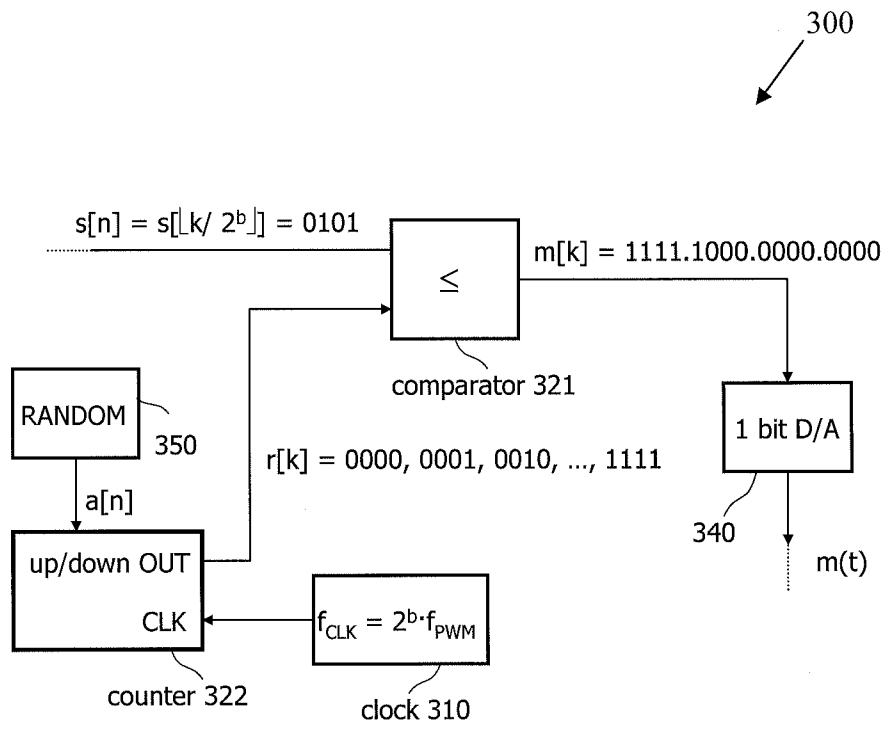 300
s[n] = s[⌊k/ 2ᵇ⌋] = 0101
m[k] = 1111.1000.0000.0000
≤
comparator 321
RANDOM
350
1 bit D/A
r[k] = 0000, 0001, 0010, ..., 1111
a[n]
340
up/down OUT
m(t)
CLK
f_CLK = 2ᵇ·f_PWM
counter 322
clock 310